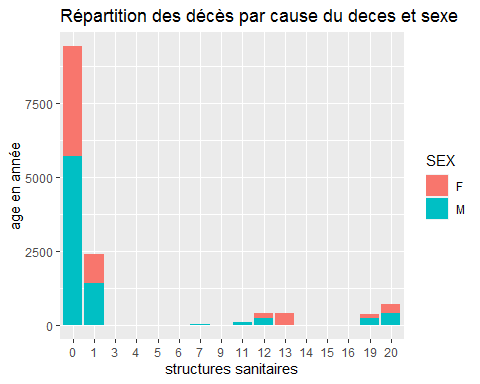 Répartition des décès par cause du deces et sexe
age en année
7500
5000
2500
0
0 1 3 4 5 6 7 9 11 12 13 14 15 16 19 20
structures sanitaires
SEX
F
M